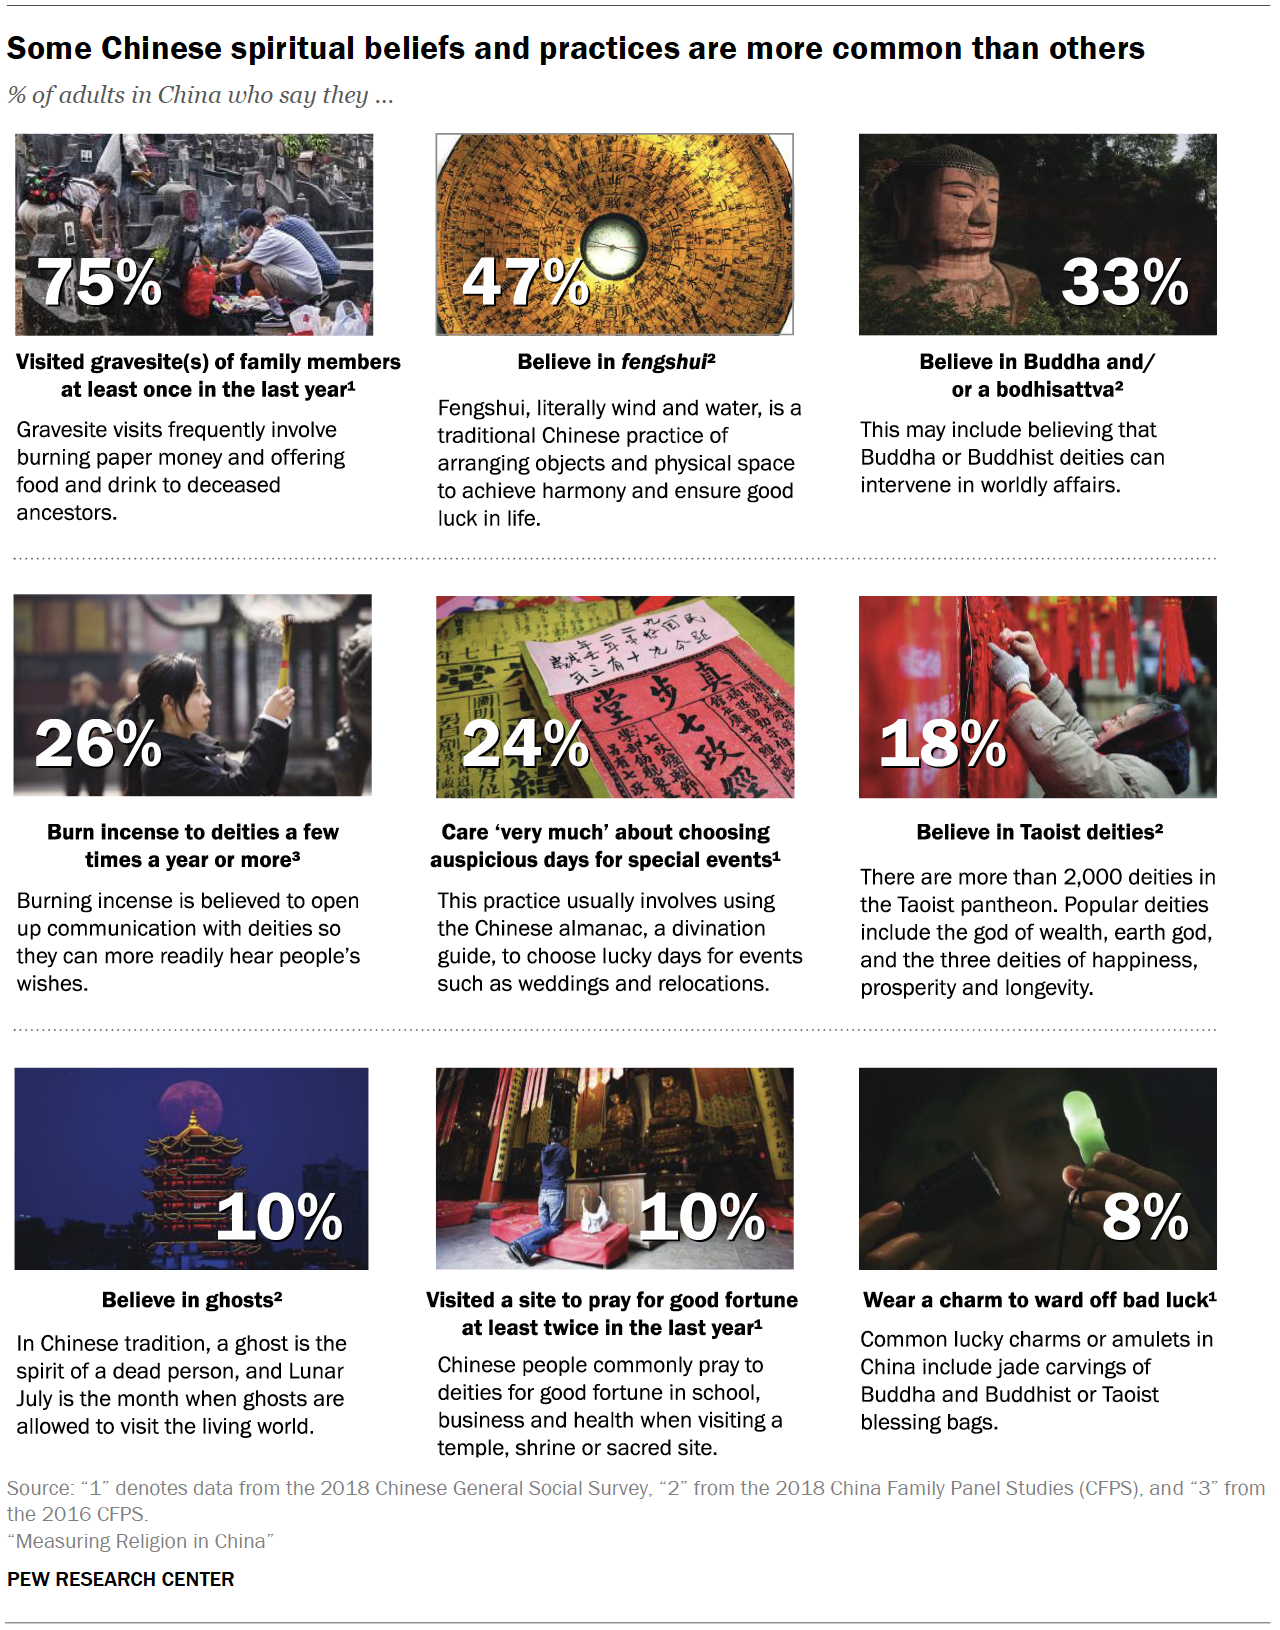 Some Chinese spiritual beliefs and practices are more common than others
% of adults in China who say they ...
75%
47%
33%
Visited gravesite(s) of family members
at least once in the last year¹
Gravesite visits frequently involve
burning paper money and offering
food and drink to deceased
ancestors.
Believe in fengshui²
Fengshui, literally wind and water, is a
traditional Chinese practice of
arranging objects and physical space
to achieve harmony and ensure good
luck in life.
Believe in Buddha and/
or a bodhisattva²
This may include believing that
Buddha or Buddhist deities can
intervene in worldly affairs.
26%
24%
真步堂
七政經
18%
Burn incense to deities a few
times a year or more³
Burning incense is believed to open
up communication with deities so
they can more readily hear people's
wishes.
Care ‘very much’ about choosing
auspicious days for special events¹
This practice usually involves using
the Chinese almanac, a divination
guide, to choose lucky days for events
such as weddings and relocations.
Believe in Taoist deities²
There are more than 2,000 deities in
the Taoist pantheon. Popular deities
include the god of wealth, earth god,
and the three deities of happiness,
prosperity and longevity.
10%
10%
8%
Believe in ghosts²
In Chinese tradition, a ghost is the
spirit of a dead person, and Lunar
July is the month when ghosts are
allowed to visit the living world.
Visited a site to pray for good fortune
at least twice in the last year¹
Chinese people commonly pray to
deities for good fortune in school,
business and health when visiting a
temple, shrine or sacred site.
Wear a charm to ward off bad luck¹
Common lucky charms or amulets in
China include jade carvings of
Buddha and Buddhist or Taoist
blessing bags.
Source: “1” denotes data from the 2018 Chinese General Social Survey, “2” from the 2018 China Family Panel Studies (CFPS), and “3” from
the 2016 CFPS.
“Measuring Religion in China”
PEW RESEARCH CENTER